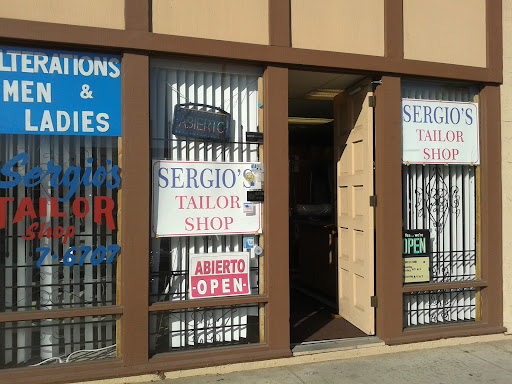 LTERATIONS
MEN &
LADIES
Sergio's
TAILOR
Shop
7-6707
ABIERTO
SERGIO'S
TAILOR
SHOP
ABIERTO
-OPEN-
SERGIO'S
TAILOR
SHOP
OPEN